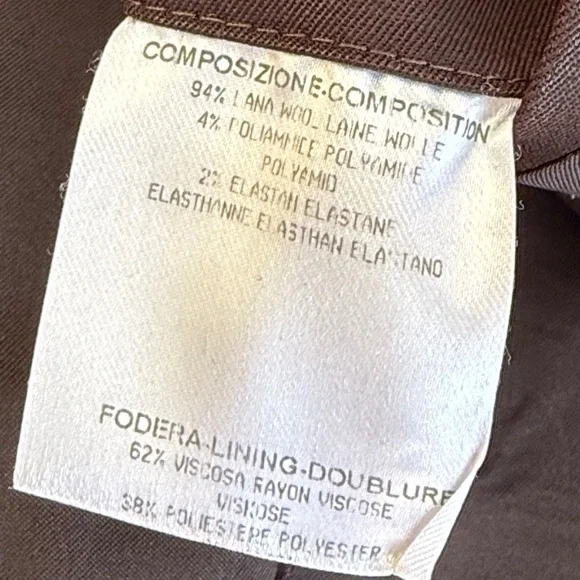 COMPOSIZIONE-COMPOSITION
94% LANA WOOL LAINE WOLLE
4% POLIAMMIDE POLYAMIDE
POLYAMID
2% ELASTAN ELASTANE
ELASTHANNE ELASTHAN ELASTANO
FODERA-LINING-DOUBLURE
62% VISCOSA RAYON VISCOSE
VISKOSE
38% POLIESTERE POLYESTER